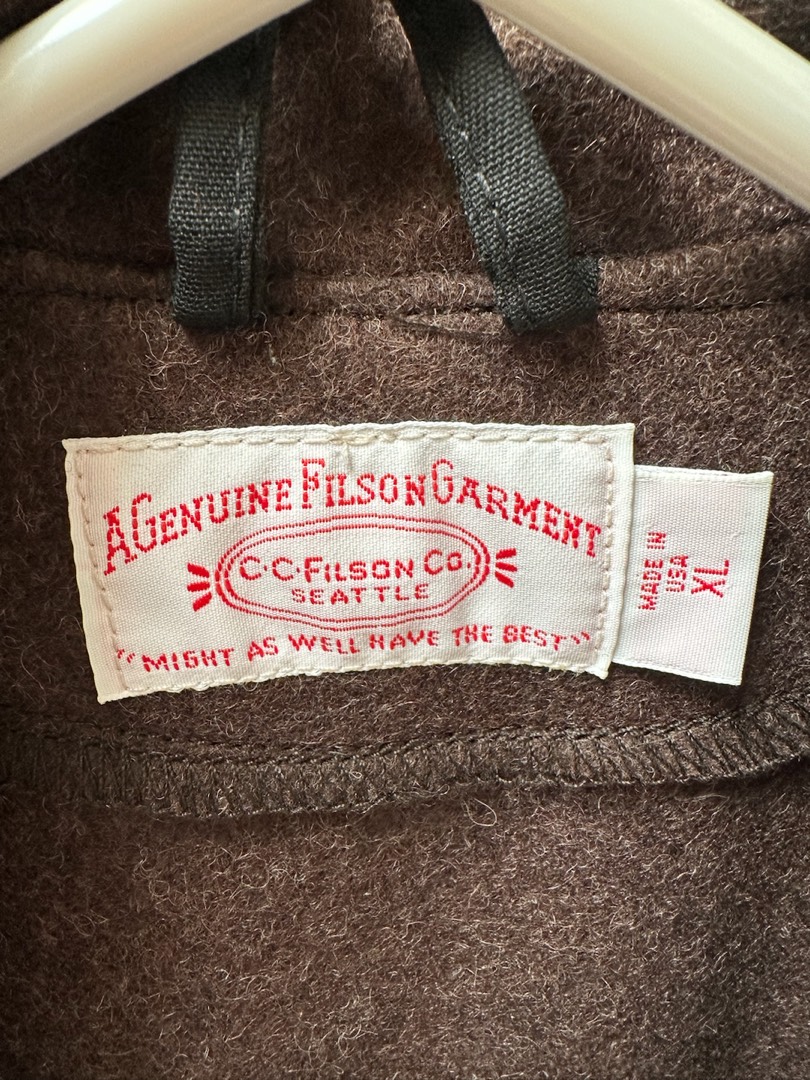 A GENUINE FILSON GARMENT
C·C·FILSON CO.
SEATTLE
"MIGHT AS WELL HAVE THE BEST"
MADE IN
USA
XL